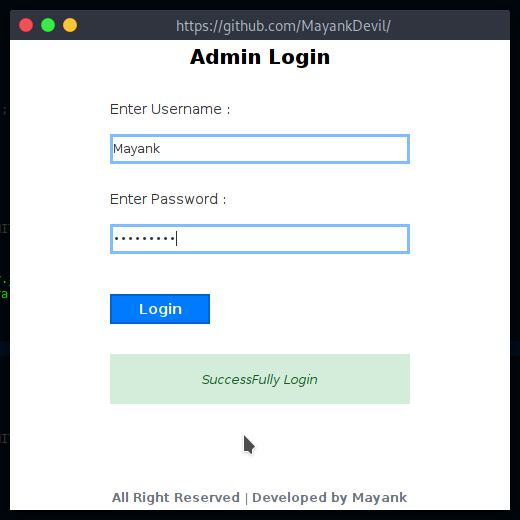 https://github.com/MayankDevil/
Admin Login
Enter Username :
Mayank
Enter Password :
•••••••••
Login
SuccessFully Login
All Right Reserved | Developed by Mayank